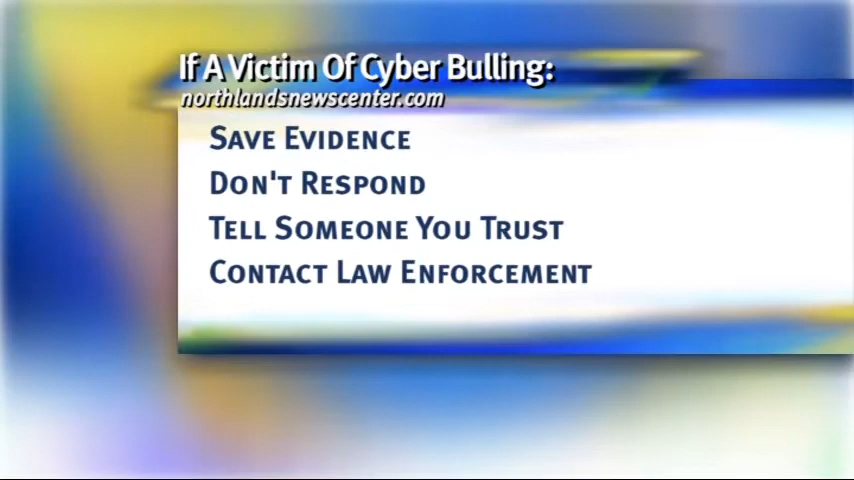 If A Victim Of Cyber Bulling:
northlandsnewscenter.com
SAVE EVIDENCE
DON'T RESPOND
TELL SOMEONE YOU TRUST
CONTACT LAW ENFORCEMENT